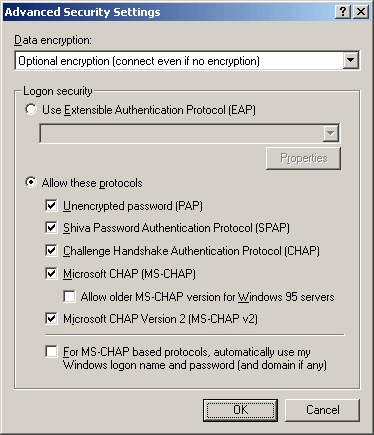 Advanced Security Settings
Data encryption:
Optional encryption (connect even if no encryption)
Logon security
Use Extensible Authentication Protocol (EAP)
Properties
Allow these protocols
Unencrypted password (PAP)
Shiva Password Authentication Protocol (SPAP)
Challenge Handshake Authentication Protocol (CHAP)
Microsoft CHAP (MS-CHAP)
Allow older MS-CHAP version for Windows 95 servers
Microsoft CHAP Version 2 (MS-CHAP v2)
For MS-CHAP based protocols, automatically use my
Windows logon name and password (and domain if any)
OK
Cancel